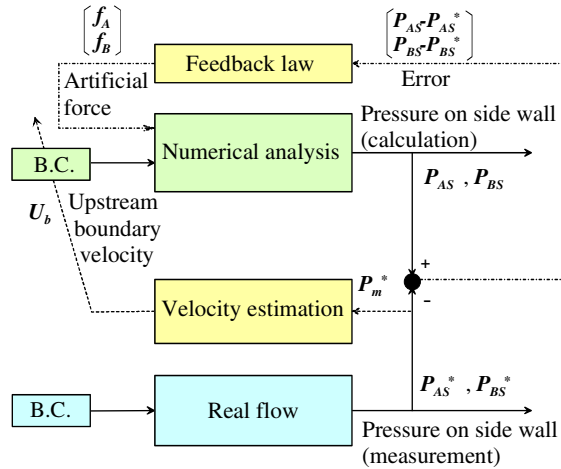 f_A
f_B
P_AS-P_AS*
P_BS-P_BS*
Feedback law
Error
Artificial
force
Pressure on side wall
(calculation)
Numerical analysis
B.C.
P_AS , P_BS
U_b
Upstream
boundary
velocity
+
P_m*
Velocity estimation
-
P_AS* , P_BS*
B.C.
Real flow
Pressure on side wall
(measurement)